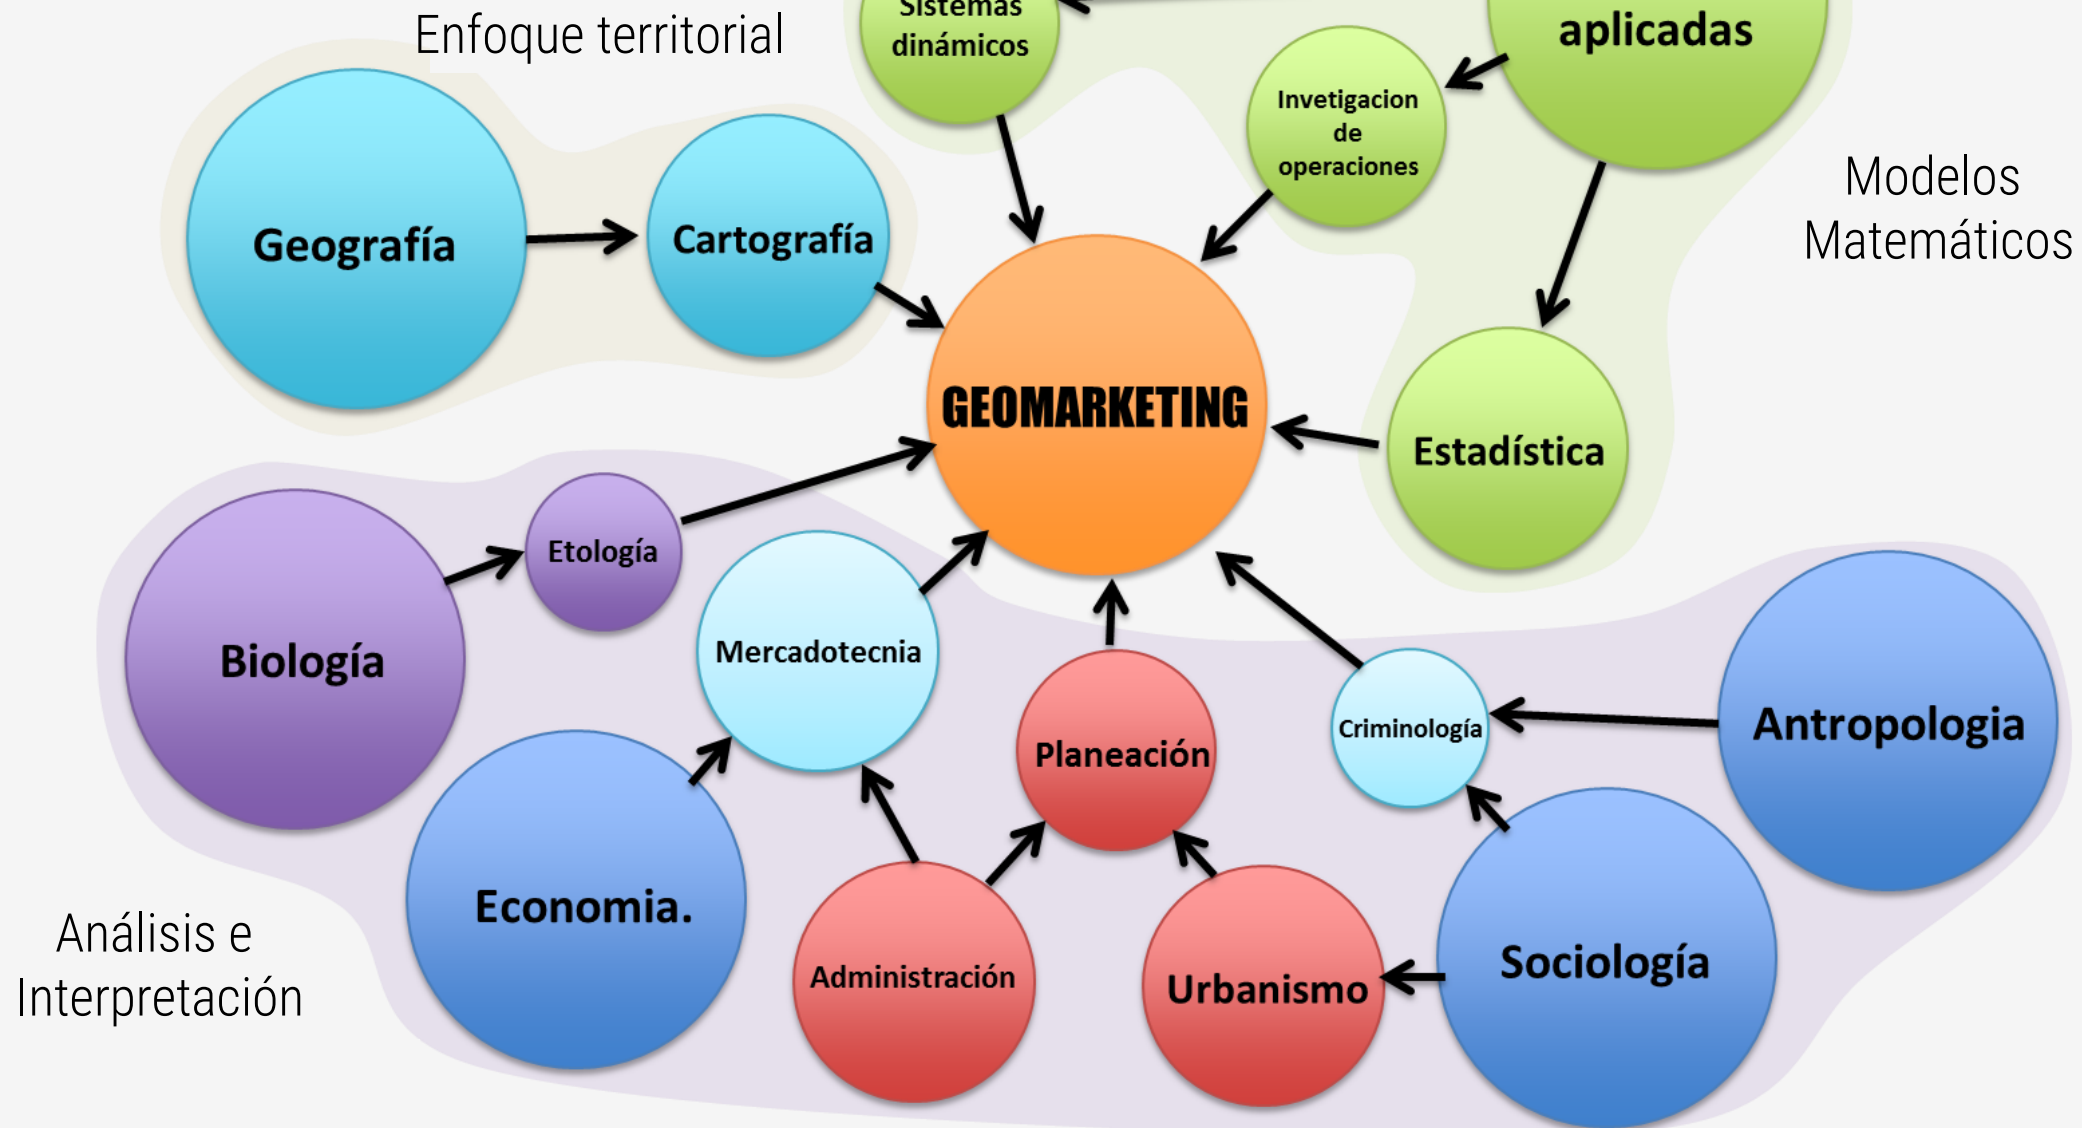 Enfoque territorial
Sistemas
dinámicos
aplicadas
Invetigacion
de
operaciones
Modelos
Matemáticos
Geografía
Cartografía
GEOMARKETING
Estadística
Etología
Biología
Mercadotecnia
Planeación
Criminología
Antropologia
Economia.
Administración
Urbanismo
Sociología
Análisis e
Interpretación